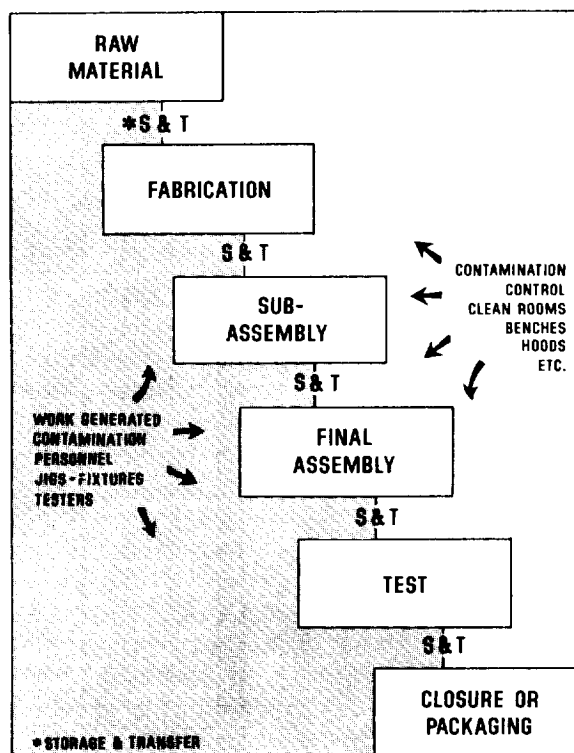 RAW
MATERIAL
*S & T
FABRICATION
S & T
SUB-
ASSEMBLY
S & T
FINAL
ASSEMBLY
S & T
TEST
S & T
CLOSURE OR
PACKAGING
CONTAMINATION
CONTROL
CLEAN ROOMS
BENCHES
HOODS
ETC.
WORK GENERATED
CONTAMINATION
PERSONNEL
JIGS-FIXTURES
TESTERS
*STORAGE & TRANSFER